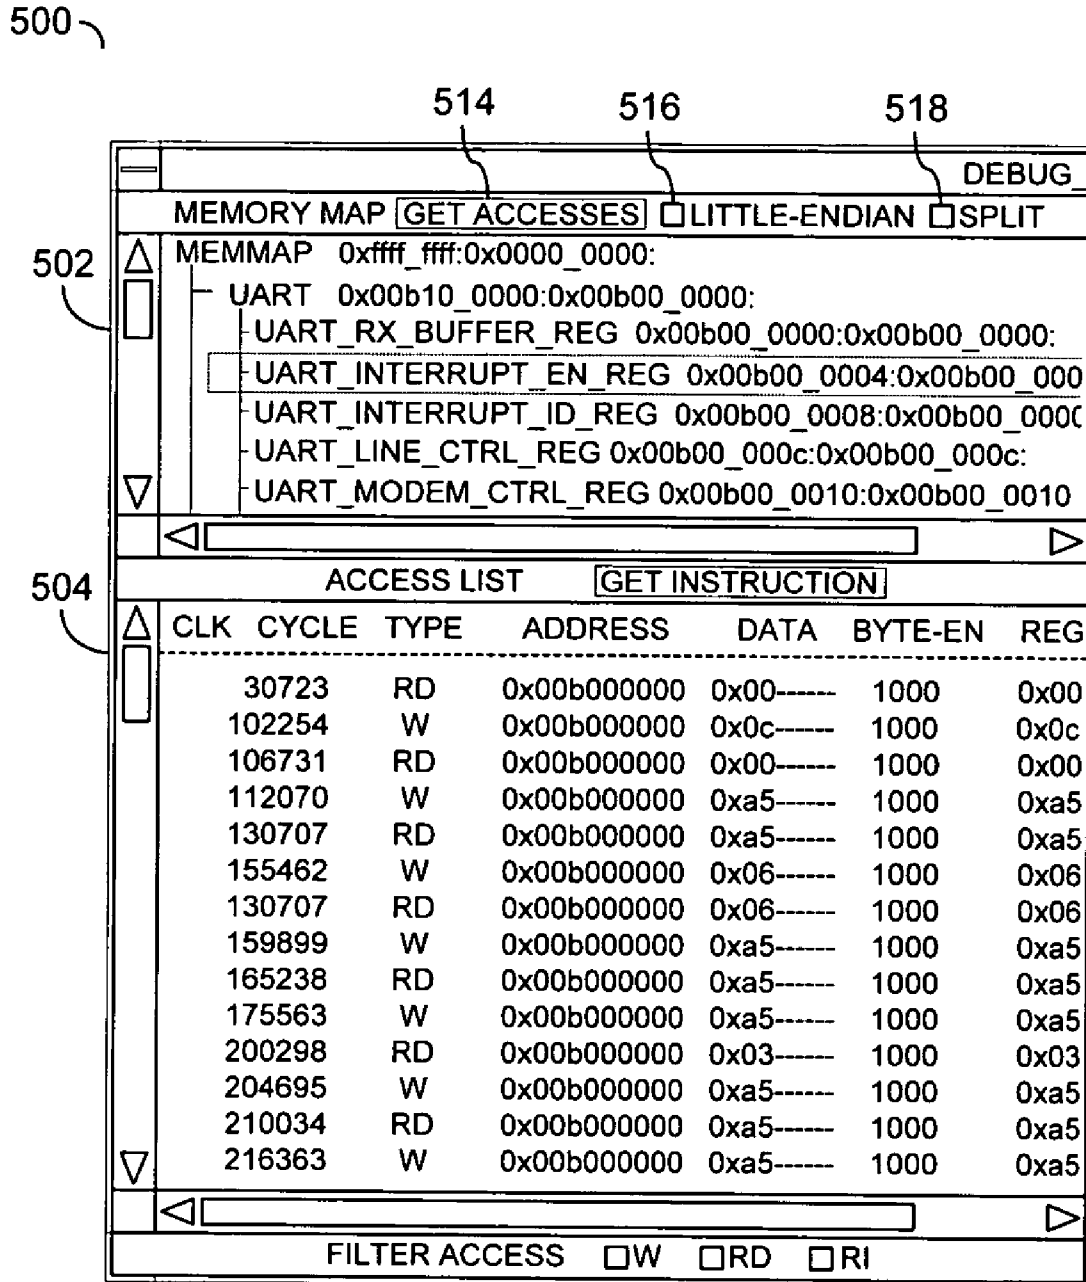 500
514 516 518
DEBUG_
MEMORY MAP GET ACCESSES LITTLE-ENDIAN SPLIT
502
MEMMAP 0xffff_ffff:0x0000_0000:
UART 0x00b10_0000:0x00b00_0000:
UART_RX_BUFFER_REG 0x00b00_0000:0x00b00_0000:
UART_INTERRUPT_EN_REG 0x00b00_0004:0x00b00_000
UART_INTERRUPT_ID_REG 0x00b00_0008:0x00b00_000
UART_LINE_CTRL_REG 0x00b00_000c:0x00b00_000c:
UART_MODEM_CTRL_REG 0x00b00_0010:0x00b00_0010
504
ACCESS LIST GET INSTRUCTION
CLK CYCLE TYPE ADDRESS DATA BYTE-EN REG
30723 RD 0x00b000000 0x00------ 1000 0x00
102254 W 0x00b000000 0x0c------ 1000 0x0c
106731 RD 0x00b000000 0x00------ 1000 0x00
112070 W 0x00b000000 0xa5------ 1000 0xa5
130707 RD 0x00b000000 0xa5------ 1000 0xa5
155462 W 0x00b000000 0x06------ 1000 0x06
130707 RD 0x00b000000 0x06------ 1000 0x06
159899 W 0x00b000000 0xa5------ 1000 0xa5
165238 RD 0x00b000000 0xa5------ 1000 0xa5
175563 W 0x00b000000 0xa5------ 1000 0xa5
200298 RD 0x00b000000 0x03------ 1000 0x03
204695 W 0x00b000000 0xa5------ 1000 0xa5
210034 RD 0x00b000000 0xa5------ 1000 0xa5
216363 W 0x00b000000 0xa5------ 1000 0xa5
FILTER ACCESS W RD RI